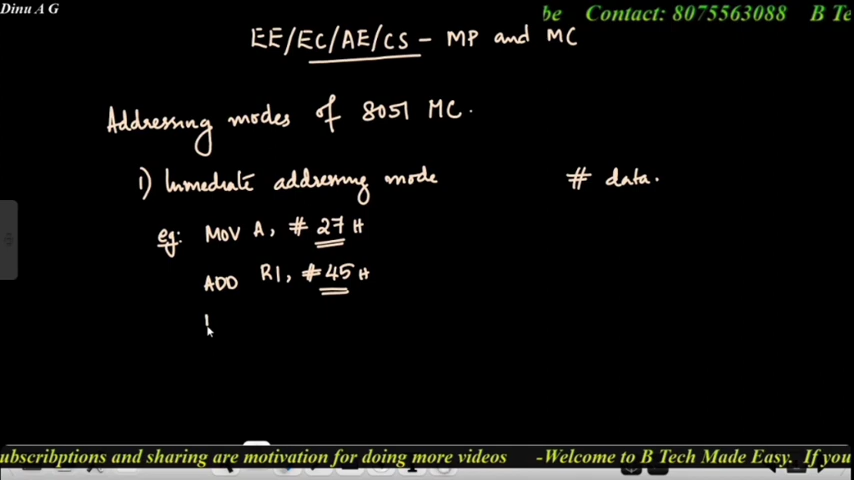 Dinu A G
be Contact: 8075563088 B Te
EE/EC/AE/CS - MP and MC
Addressing modes of 8051 MC.
1) Immediate addressing mode # data.
eg: MOV A, # 27 H
ADD R1, # 45 H
ubscribptions and sharing are motivation for doing more videos -Welcome to B Tech Made Easy. If you